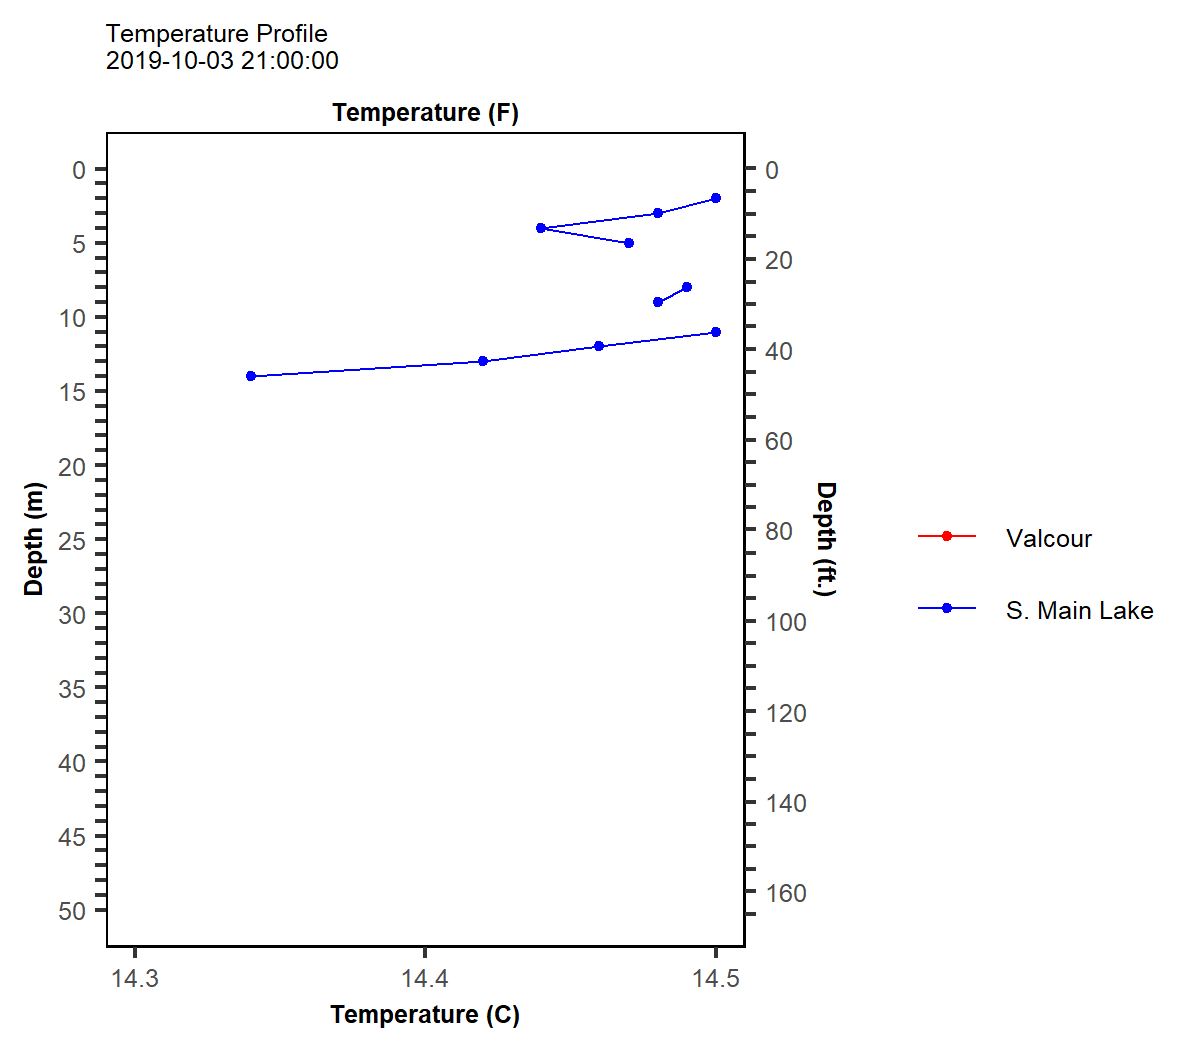 Temperature Profile
2019-10-03 21:00:00
Temperature (F)
0
5
10
15
20
25
30
35
40
45
50
Depth (m)
0
20
40
60
80
100
120
140
160
Depth (ft.)
14.3 14.4 14.5
Temperature (C)
Valcour
S. Main Lake